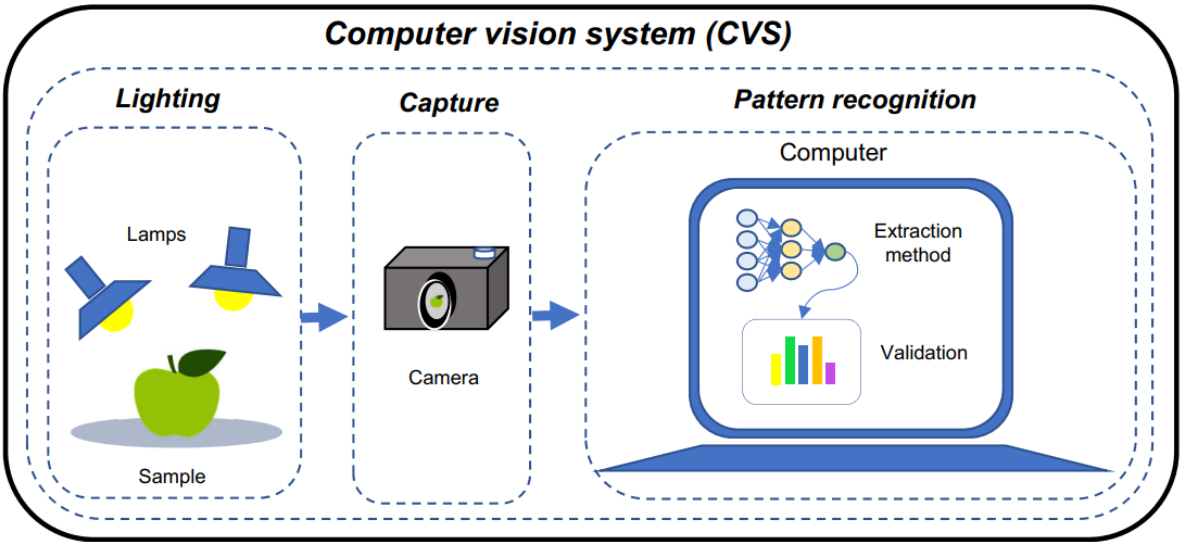 Computer vision system (CVS)
Lighting
Capture
Pattern recognition
Computer
Lamps
Sample
Camera
Extraction
method
Validation